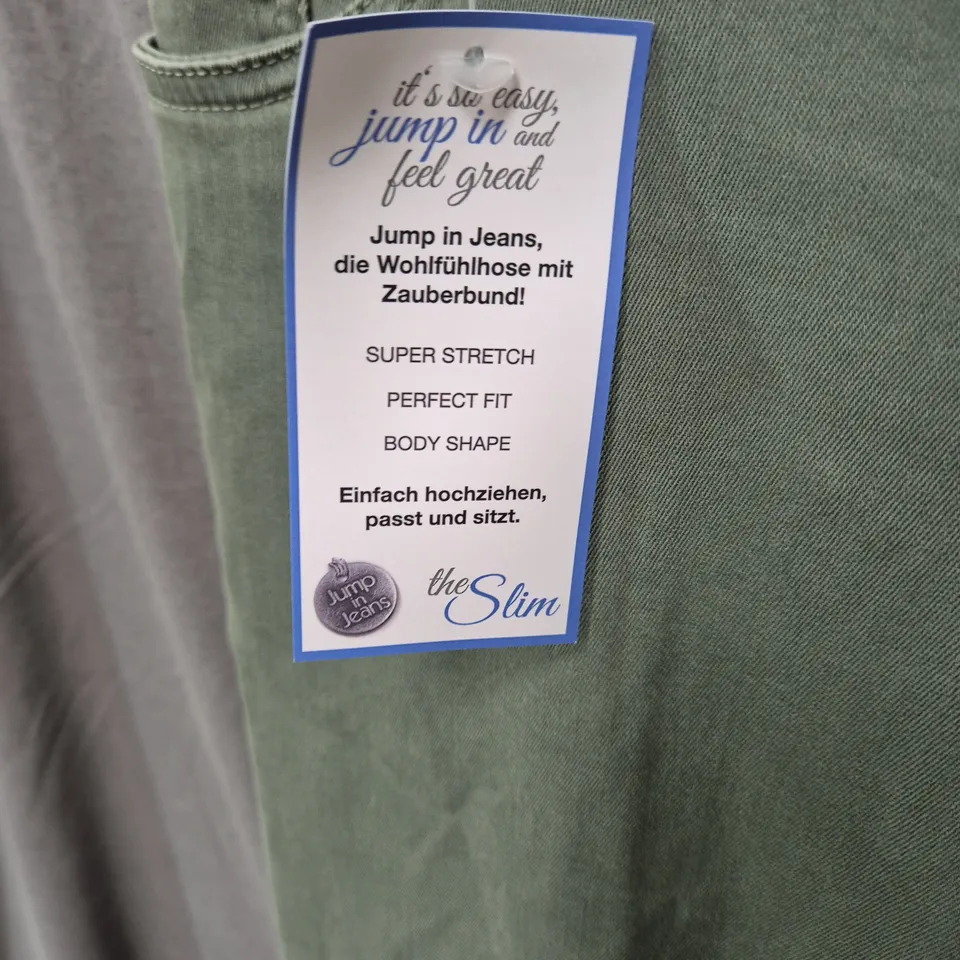 it's so easy,
jump in and
feel great
Jump in Jeans,
die Wohlfühlhose mit
Zauberbund!
SUPER STRETCH
PERFECT FIT
BODY SHAPE
Einfach hochziehen,
passt und sitzt.
Jump
in
Jeans
the Slim